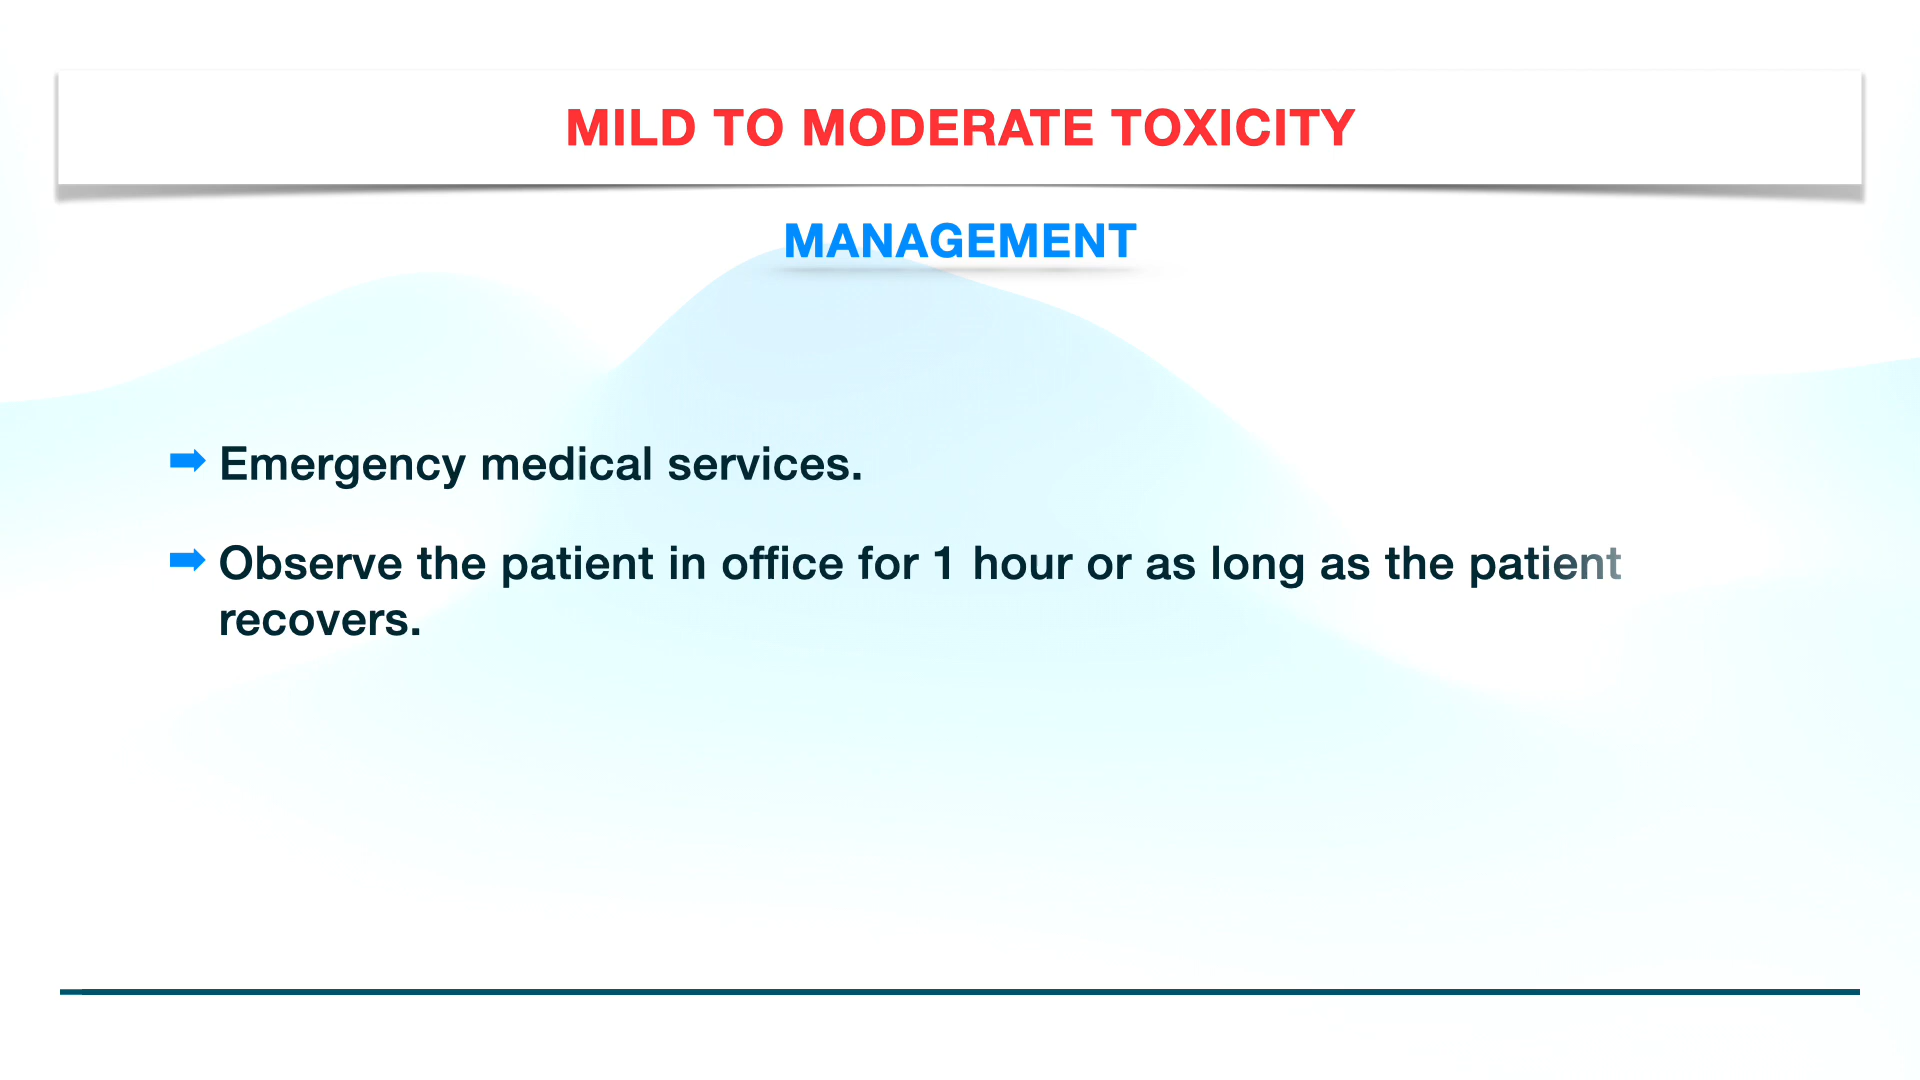 MILD TO MODERATE TOXICITY
MANAGEMENT
Emergency medical services.
Observe the patient in office for 1 hour or as long as the patient
recovers.